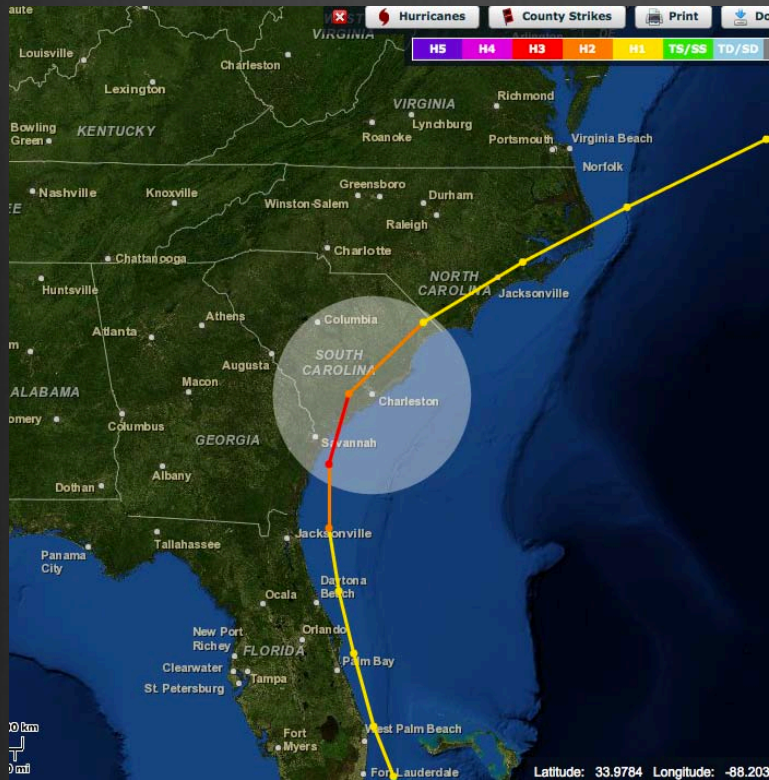 Hurricanes
County Strikes
Print
H5
H4
H3
H2
H1
TS/SS
TD/SD
WEST
VIRGINIA
Louisville
Charleston
Lexington
Richmond
VIRGINIA
Lynchburg
Bowling
Green
KENTUCKY
Roanoke
Portsmouth
Virginia Beach
Norfolk
Nashville
Knoxville
Greensboro
Winston-Salem
Durham
Raleigh
Charlotte
Chattanooga
NORTH
CAROLINA
Huntsville
Jacksonville
Athens
Columbia
Atlanta
SOUTH
CAROLINA
Augusta
ALABAMA
Macon
Charleston
Columbus
GEORGIA
Savannah
Albany
Dothan
Jacksonville
Tallahassee
Panama
City
Daytona
Beach
Ocala
New Port
Richey
Orlando
FLORIDA
Clearwater
Palm Bay
Tampa
St. Petersburg
Fort
Myers
West Palm Beach
Fort Lauderdale
km
mi
Latitude: 33.9784 Longitude: -88.203